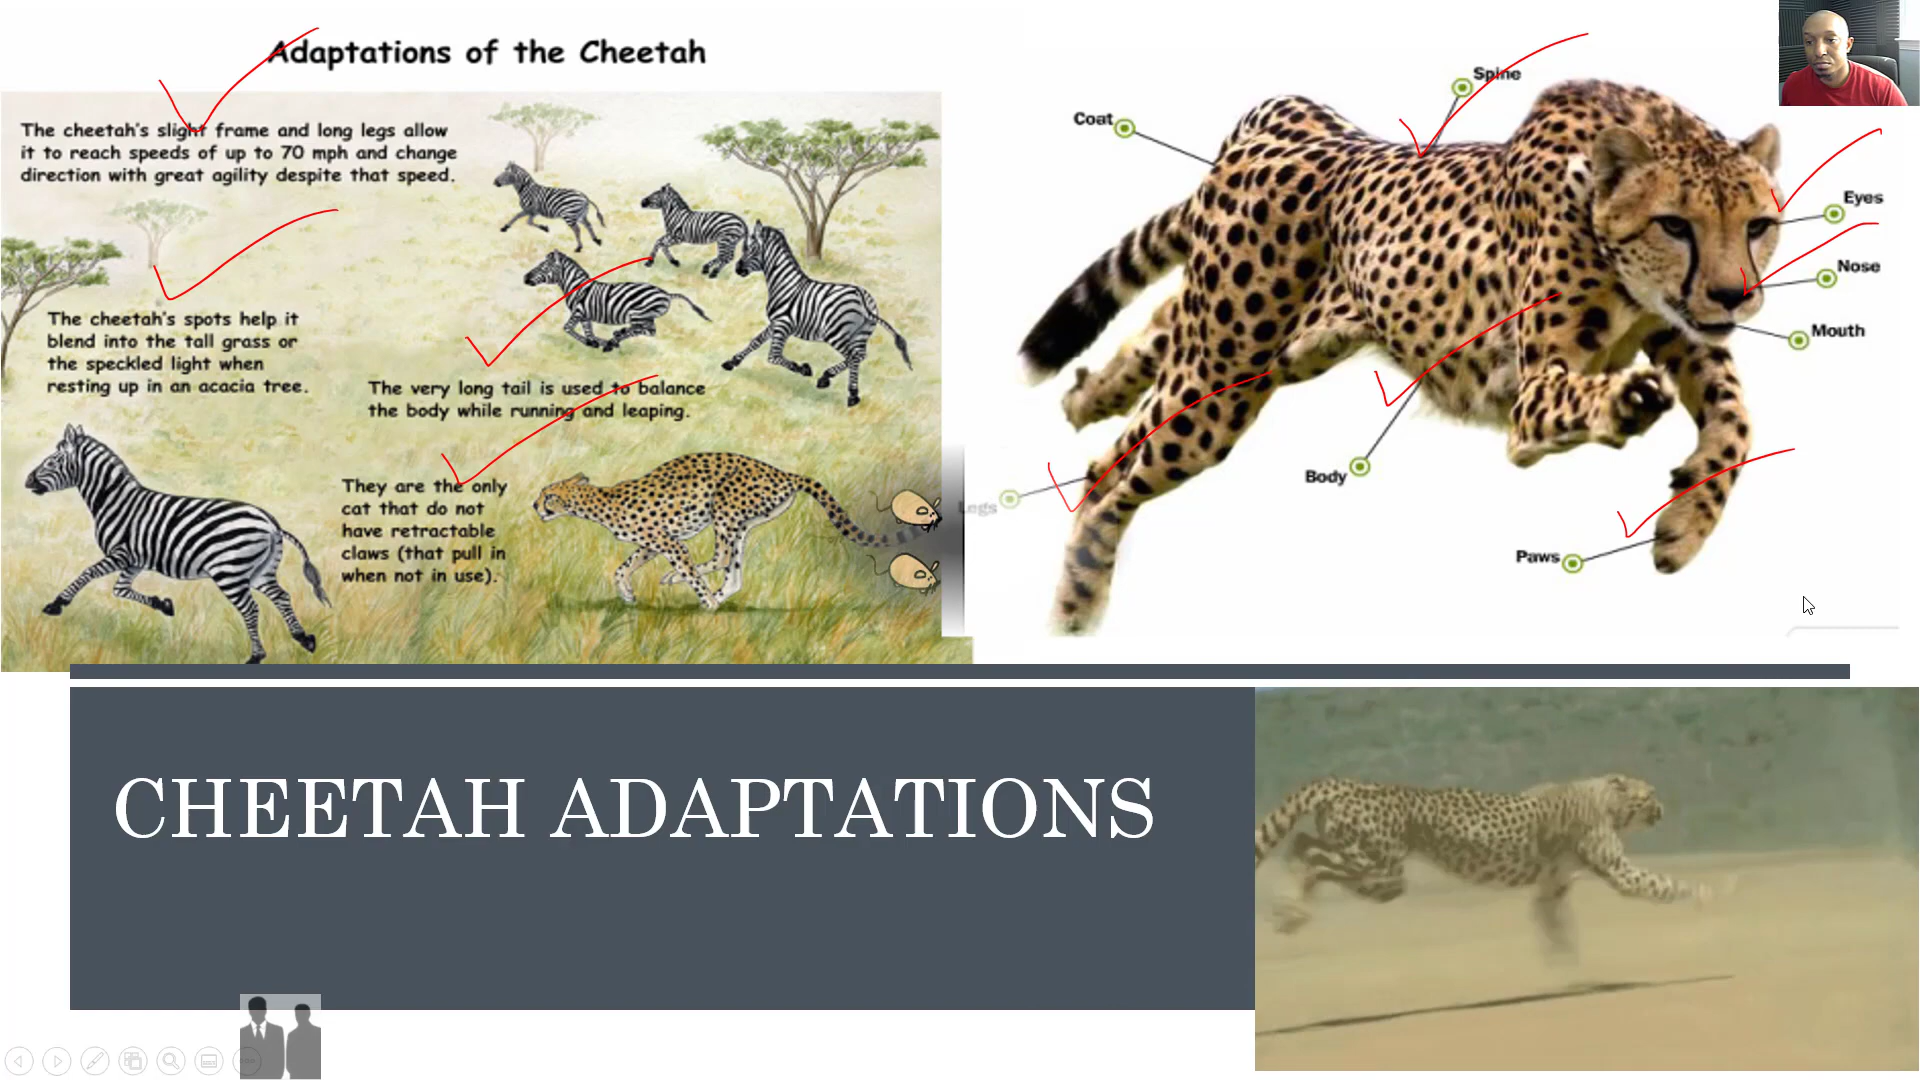 Adaptations of the Cheetah
The cheetah's slight frame and long legs allow
it to reach speeds of up to 70 mph and change
direction with great agility despite that speed.
The cheetah's spots help it
blend into the tall grass or
the speckled light when
resting up in an acacia tree.
The very long tail is used to balance
the body while running and leaping.
They are the only
cat that do not
have retractable
claws (that pull in
when not in use).
Spine
Coat
Eyes
Nose
Mouth
Body
Legs
Paws
CHEETAH ADAPTATIONS